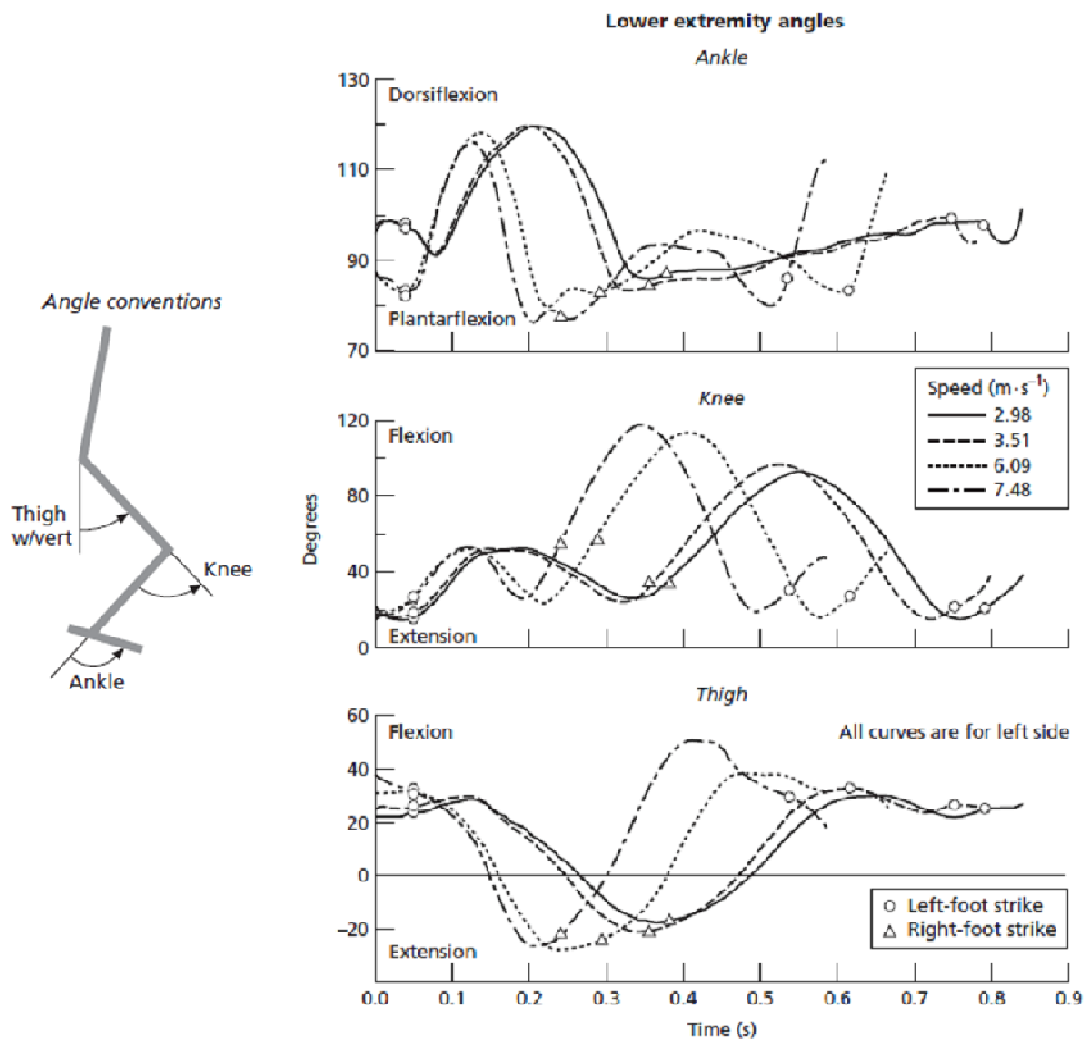 Lower extremity angles
Ankle
130
Dorsiflexion
110
90
Plantarflexion
70
Angle conventions
Thigh
w/vert
Knee
Ankle
Speed (m·s⁻¹)
2.98
3.51
6.09
7.48
Knee
120
Flexion
80
Degrees
40
Extension
0
Thigh
60
Flexion
All curves are for left side
40
20
0
Left-foot strike
Right-foot strike
–20
Extension
0.0 0.1 0.2 0.3 0.4 0.5 0.6 0.7 0.8 0.9
Time (s)